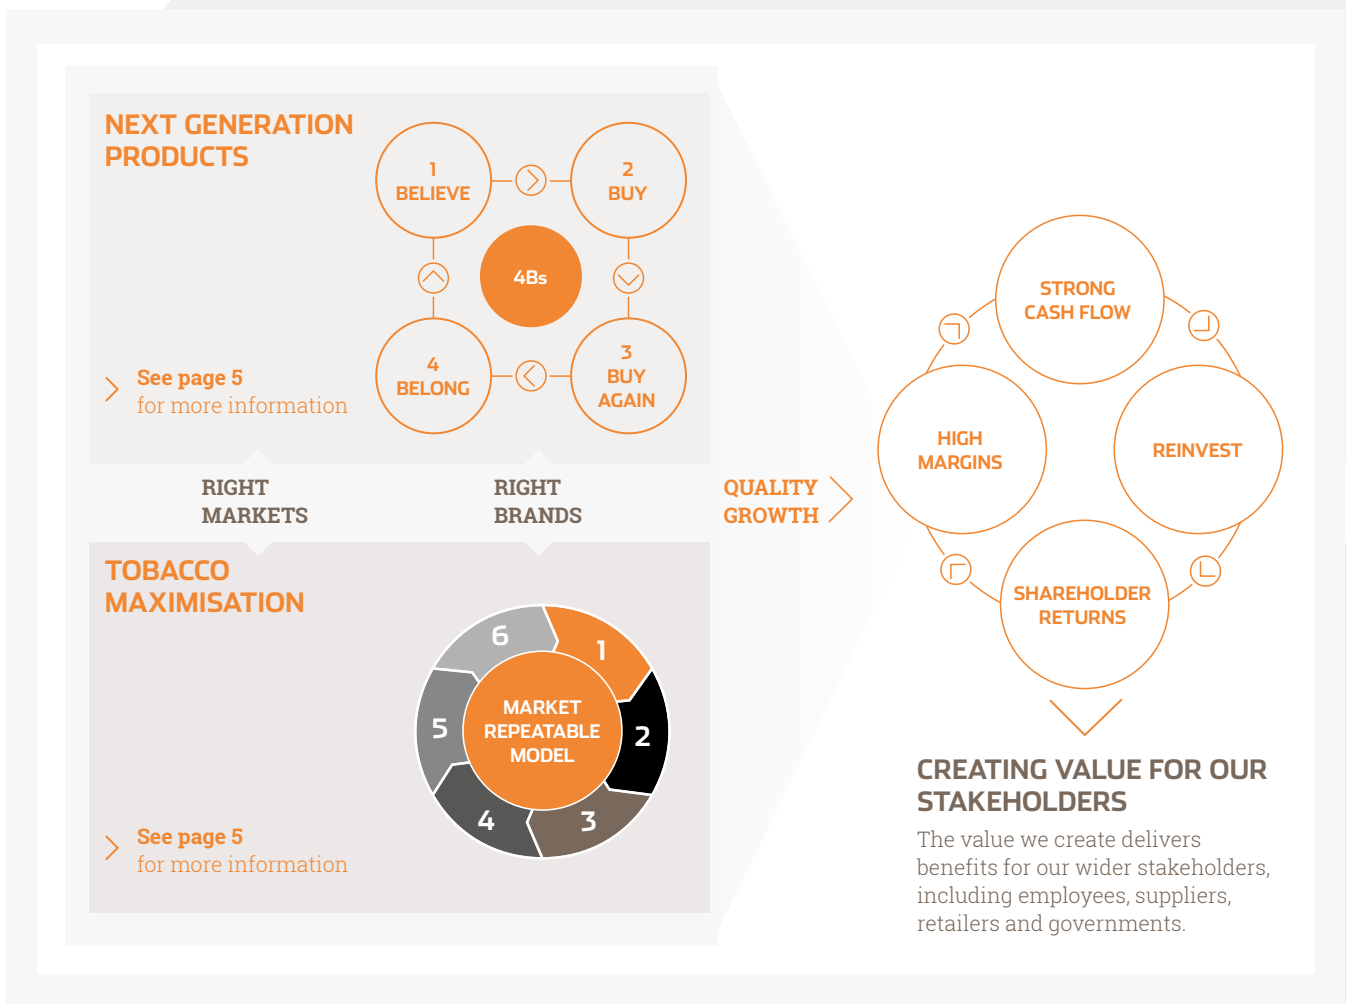 NEXT GENERATION
PRODUCTS
1
BELIEVE
2
BUY
4Bs
4
BELONG
3
BUY
AGAIN
See page 5
for more information
RIGHT
MARKETS
RIGHT
BRANDS
QUALITY
GROWTH
TOBACCO
MAXIMISATION
6
1
5
MARKET
REPEATABLE
MODEL
2
4
3
See page 5
for more information
STRONG
CASH FLOW
HIGH
MARGINS
REINVEST
SHAREHOLDER
RETURNS
CREATING VALUE FOR OUR
STAKEHOLDERS
The value we create delivers
benefits for our wider stakeholders,
including employees, suppliers,
retailers and governments.